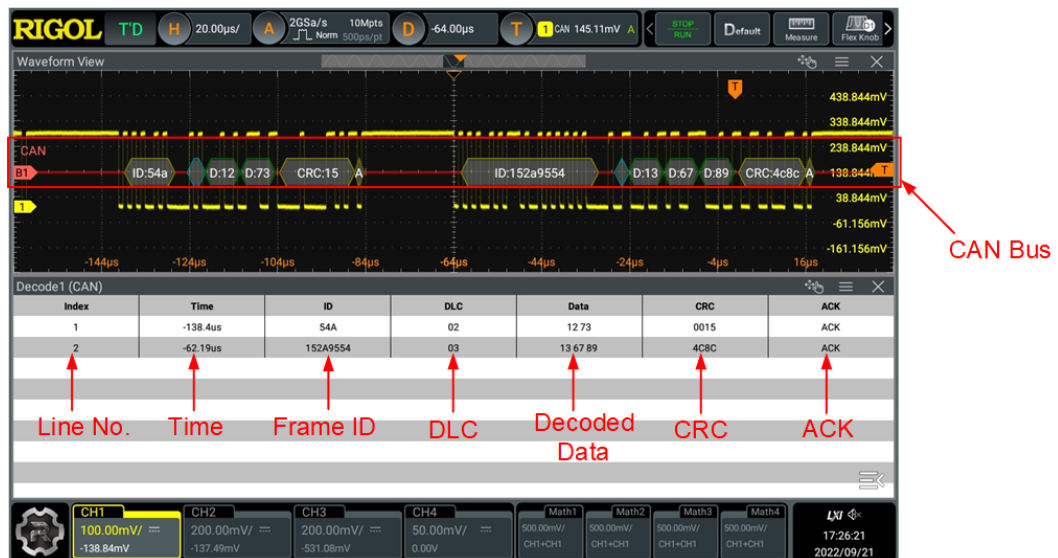 RIGOL T'D H 20.00μs/ A 2GSa/s 10Mpts Norm 500ps/pt D -64.00μs T 1 CAN 145.11mV A < STOP RUN Default Measure Flex Knob >
Waveform View
T
438.844mV
338.844mV
CAN 238.844mV
B1 ID:54a D:12 D:73 CRC:15 A ID:152a9554 D:13 D:67 D:89 CRC:4c8c A 138.844 T
1 38.844mV
-61.156mV
CAN Bus
-161.156mV
-144μs -124μs -104μs -84μs -64μs -44μs -24μs -4μs 16μs
Decode1 (CAN)
Index Time ID DLC Data CRC ACK
1 -138.4us 54A 02 12 73 0015 ACK
2 -62.19us 152A9554 03 13 67 89 4C8C ACK
Line No. Time Frame ID DLC Decoded Data CRC ACK
CH1 CH2 CH3 CH4 Math1 Math2 Math3 Math4 LXI
100.00mV/ 200.00mV/ 200.00mV/ 50.00mV/ 500.00mV/ 500.00mV/ 500.00mV/ 500.00mV/ 17:26:21
-138.84mV -137.49mV -531.08mV 0.00V CH1+CH1 CH1+CH1 CH1+CH1 CH1+CH1 2022/09/21